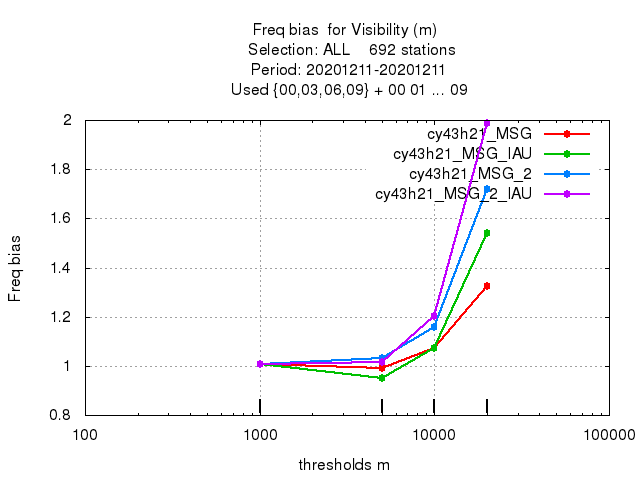 Freq bias  for Visibility (m)
Selection: ALL    692 stations
Period: 20201211-20201211
Used {00,03,06,09} + 00 01 ... 09
2
1.8
1.6
1.4
1.2
1
0.8
Freq bias
cy43h21_MSG
cy43h21_MSG_IAU
cy43h21_MSG_2
cy43h21_MSG_2_IAU
100 1000 10000 100000
thresholds m